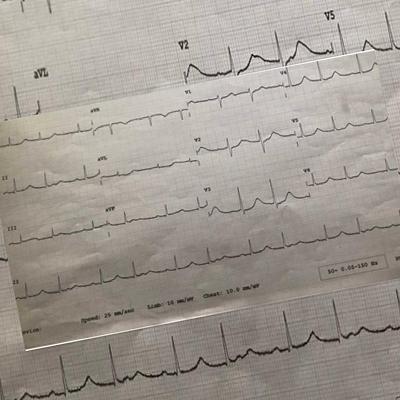 V5
V2
aVL
V4
V1
aVR
V5
V2
aVL
II
V6
V3
aVF
III
II
Speed: 25 mm/sec Limb: 10 mm/mV Chest: 10.0 mm/mV
50~ 0.05-150 Hz